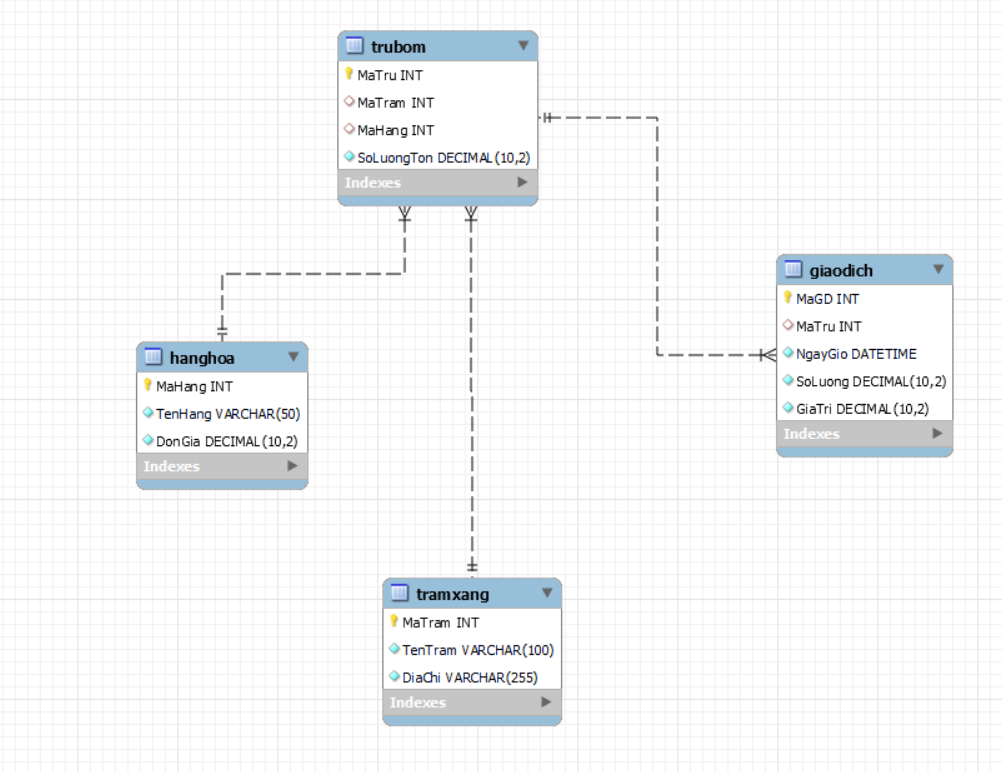 trubom
MaTru INT
MaTram INT
MaHang INT
SoLuongTon DECIMAL(10,2)
Indexes
hanghoa
MaHang INT
TenHang VARCHAR(50)
DonGia DECIMAL(10,2)
Indexes
giaodich
MaGD INT
MaTru INT
NgayGio DATETIME
SoLuong DECIMAL(10,2)
GiaTri DECIMAL(10,2)
Indexes
tramxang
MaTram INT
TenTram VARCHAR(100)
DiaChi VARCHAR(255)
Indexes